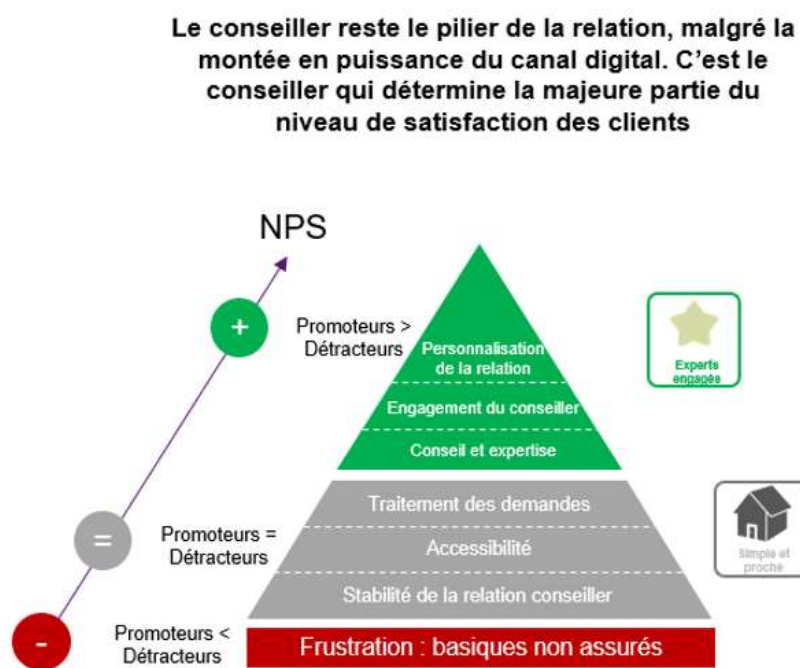 Le conseiller reste le pilier de la relation, malgré la
montée en puissance du canal digital. C’est le
conseiller qui détermine la majeure partie du
niveau de satisfaction des clients
NPS
+
Promoteurs >
Détracteurs
Personnalisation
de la relation
Engagement du conseiller
Conseil et expertise
Experts
engagés
=
Promoteurs =
Détracteurs
Traitement des demandes
Accessibilité
Stabilité de la relation conseiller
Simple et
proche
-
Promoteurs <
Détracteurs
Frustration : basiques non assurés